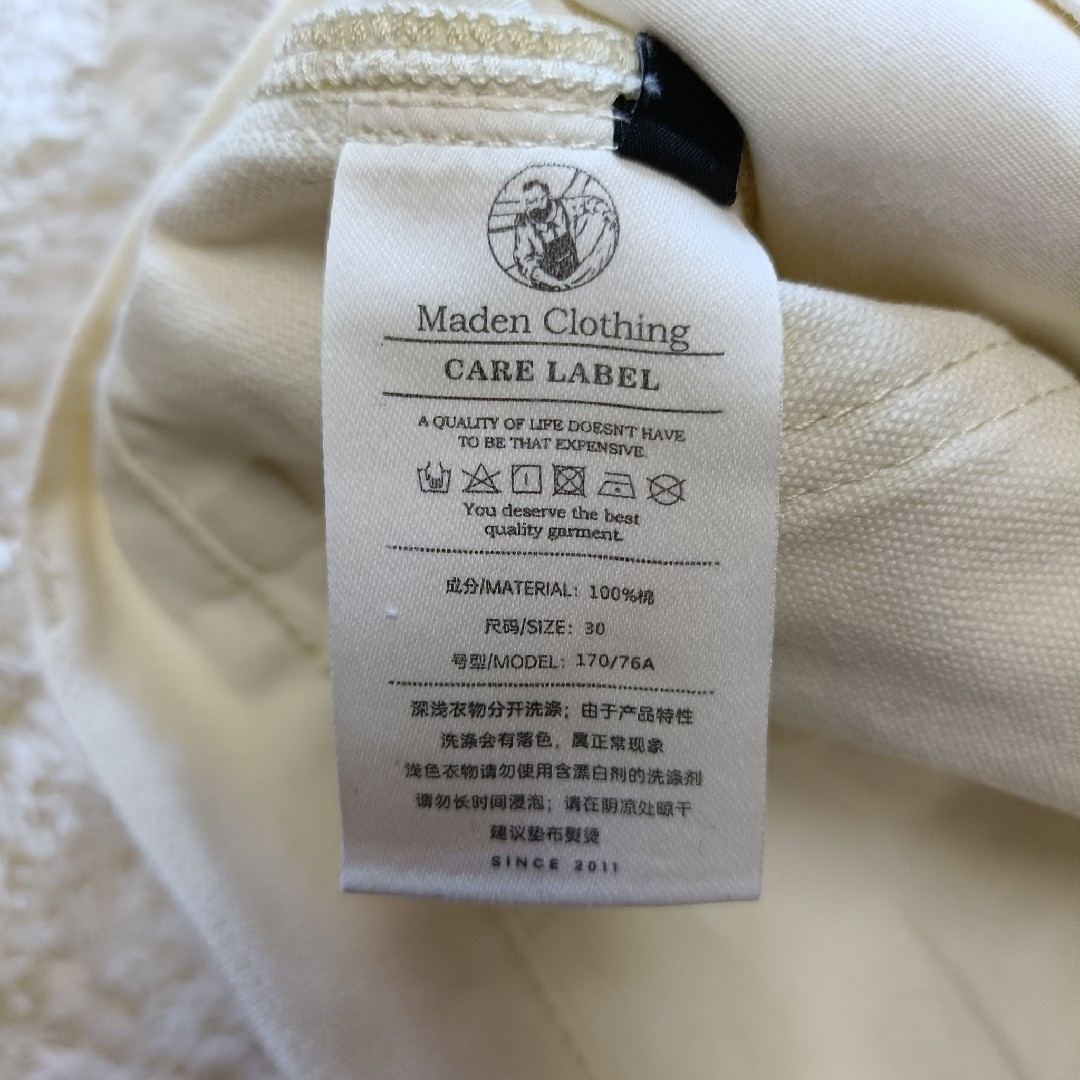 Maden Clothing
CARE LABEL
A QUALITY OF LIFE DOESN'T HAVE
TO BE THAT EXPENSIVE.
You deserve the best
quality garment.
成分/MATERIAL: 100%棉
尺码/SIZE: 30
号型/MODEL: 170/76A
深浅衣物分开洗涤; 由于产品特性
洗涤会有落色, 属正常现象
浅色衣物请勿使用含漂白剂的洗涤剂
请勿长时间浸泡; 请在阴凉处晾干
建议垫布熨烫
SINCE 2011